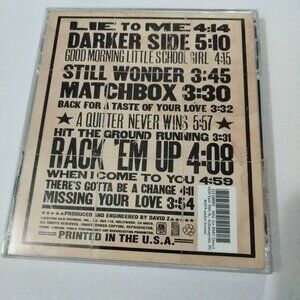 LIE TO ME 4:14
DARKER SIDE 5:10
GOOD MORNING LITTLE SCHOOL GIRL 4:15
STILL WONDER 3:45
MATCHBOX 3:30
BACK FOR A TASTE OF YOUR LOVE 3:32
★ A QUITTER NEVER WINS 5:57 ★
HIT THE GROUND RUNNING 3:31
RACK 'EM UP 4:08
WHEN I COME TO YOU 4:59
THERE'S GOTTA BE A CHANGE 4:11
MISSING YOUR LOVE 3:54
★ PRODUCED AND ENGINEERED BY DAVID Z ★
PRINTED IN THE U.S.A.